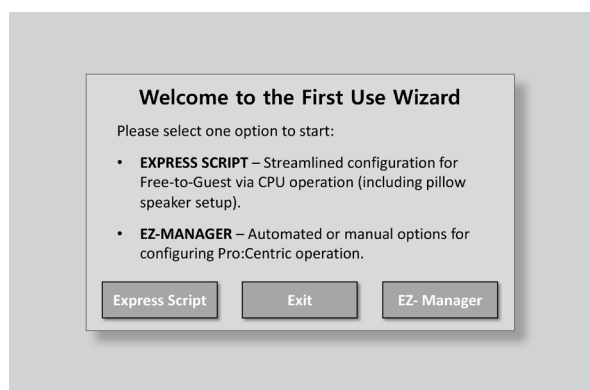 Welcome to the First Use Wizard
Please select one option to start:
• EXPRESS SCRIPT – Streamlined configuration for
Free-to-Guest via CPU operation (including pillow
speaker setup).
• EZ-MANAGER – Automated or manual options for
configuring Pro:Centric operation.
Express Script Exit EZ- Manager